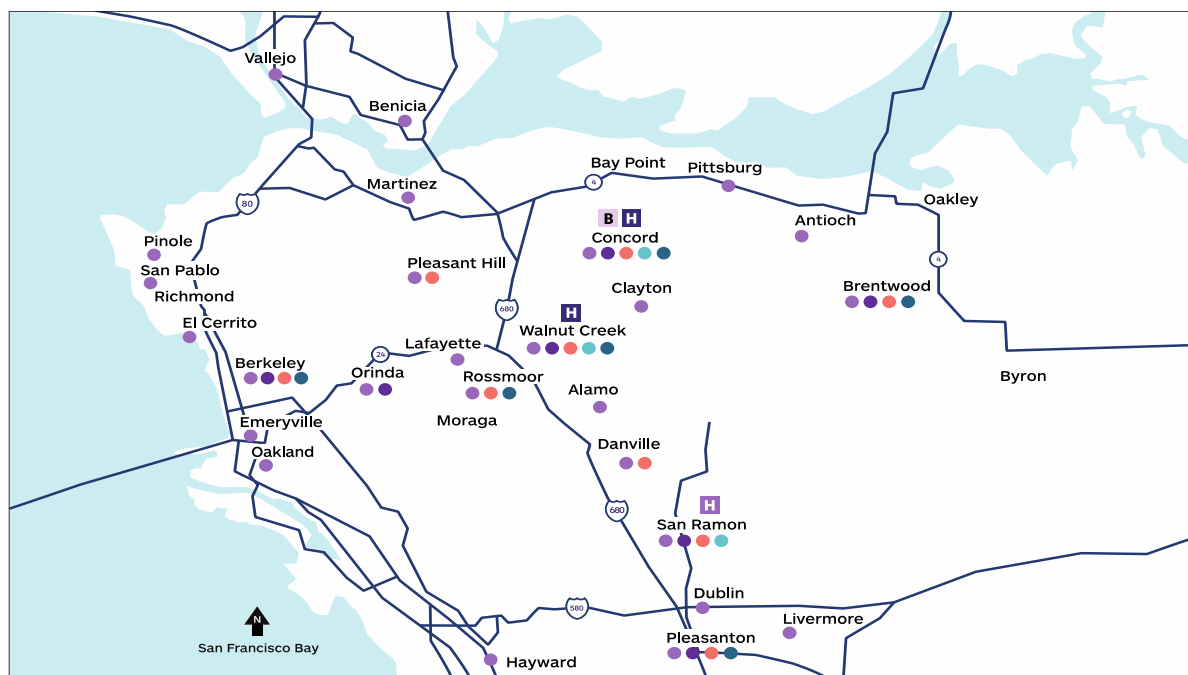 Vallejo
Benicia
Bay Point
Pittsburg
4
Martinez
Oakley
80
B H
Antioch
Concord
Pinole
4
Pleasant Hill
San Pablo
Clayton
Brentwood
Richmond
680
H
El Cerrito
Walnut Creek
Lafayette
24
Berkeley
Orinda
Rossmoor
Byron
Alamo
Moraga
Emeryville
Danville
Oakland
H
680
San Ramon
Dublin
580
N
Livermore
Pleasanton
San Francisco Bay
Hayward